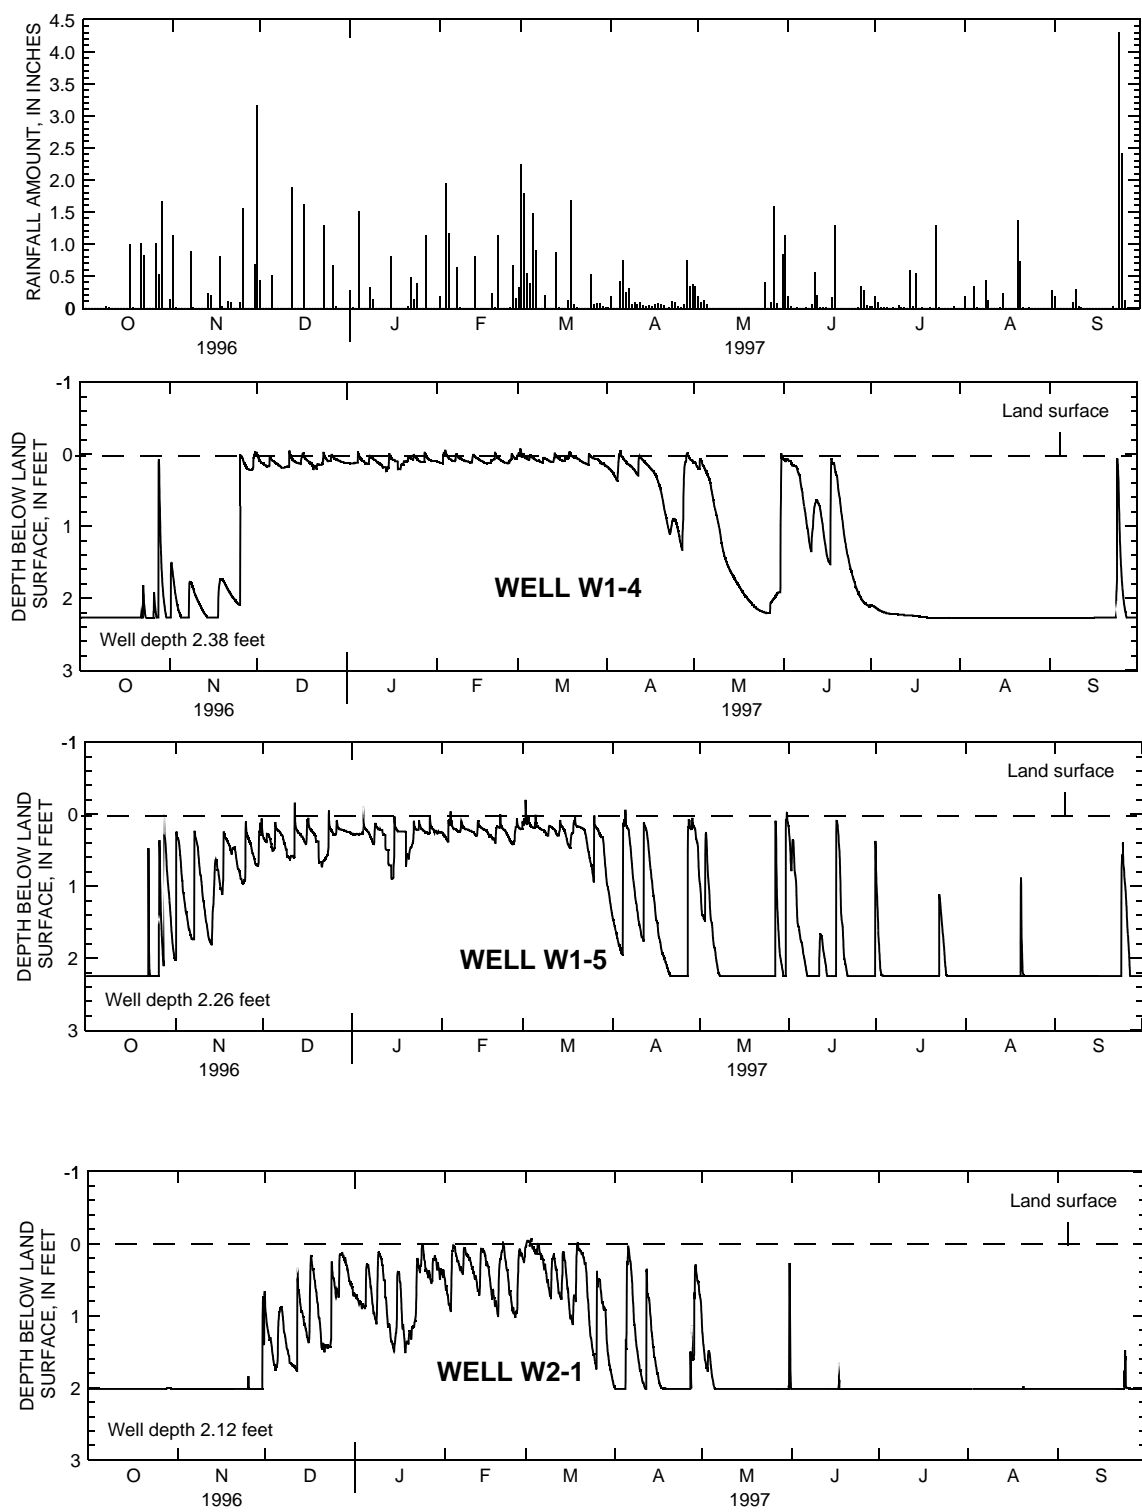 RAINFALL AMOUNT, IN INCHES
4.5
4.0
3.5
3.0
2.5
2.0
1.5
1.0
0.5
0
O N D J F M A M J J A S
1996 1997
DEPTH BELOW LAND
SURFACE, IN FEET
-1
0
1
2
3
Land surface
WELL W1-4
Well depth 2.38 feet
O N D J F M A M J J A S
1996 1997
DEPTH BELOW LAND
SURFACE, IN FEET
-1
0
1
2
3
Land surface
WELL W1-5
Well depth 2.26 feet
O N D J F M A M J J A S
1996 1997
DEPTH BELOW LAND
SURFACE, IN FEET
-1
0
1
2
3
Land surface
WELL W2-1
Well depth 2.12 feet
O N D J F M A M J J A S
1996 1997